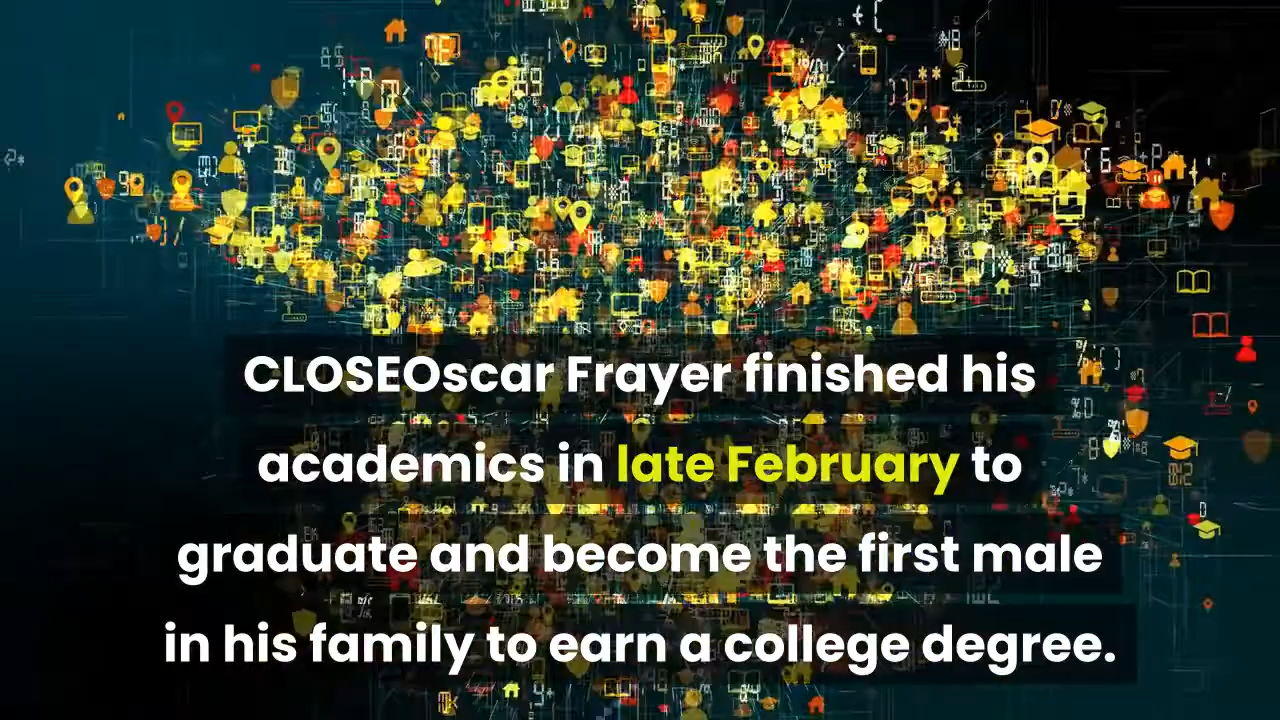 CLOSEOscar Frayer finished his
academics in late February to
graduate and become the first male
in his family to earn a college degree.